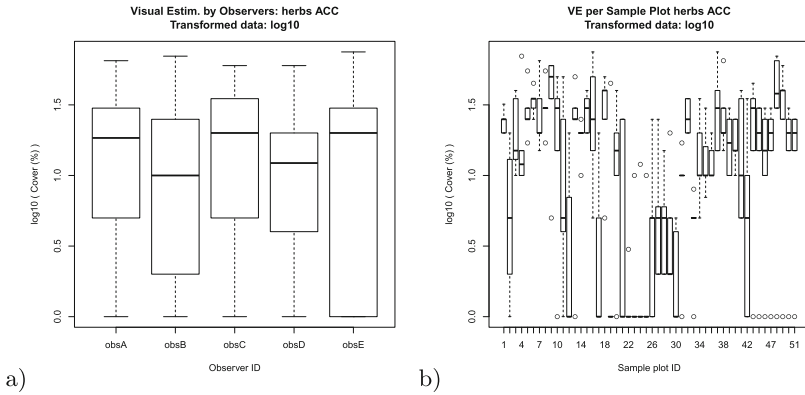 Visual Estim. by Observers: herbs ACC
Transformed data: log10
log10 ( Cover (%) )
1.5
1.0
0.5
0.0
obsA obsB obsC obsD obsE
Observer ID
a)
VE per Sample Plot herbs ACC
Transformed data: log10
log10 ( Cover (%) )
1.5
1.0
0.5
0.0
1 4 7 10 14 18 22 26 30 34 38 42 47 51
Sample plot ID
b)